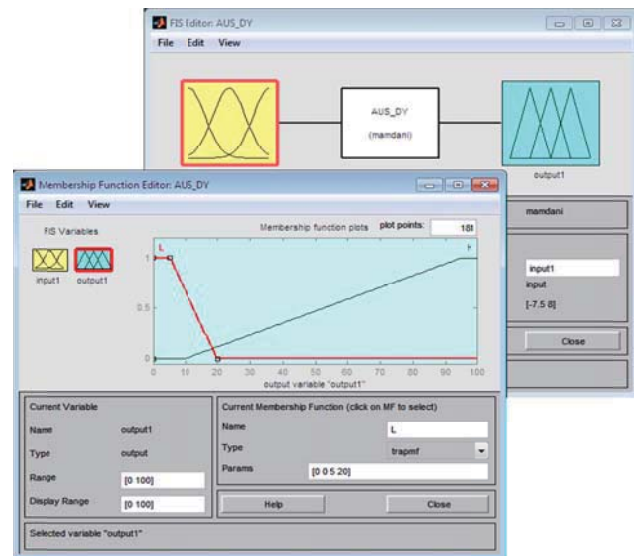 FIS Editor: AUS_DY
File Edit View
AUS_DY
(mamdani)
output1
mamdani
input1
input
[-7.5 8]
Close
Membership Function Editor: AUS_DY
File Edit View
FIS Variables
input1 output1
Membership function plots plot points: 181
L
1
0.5
0
0 10 20 30 40 50 60 70 80 90 100
output variable "output1"
Current Variable
Name output1
Type output
Range [0 100]
Display Range [0 100]
Current Membership Function (click on MF to select)
Name L
Type trapmf
Params [0 0 5 20]
Help Close
Selected variable "output1"